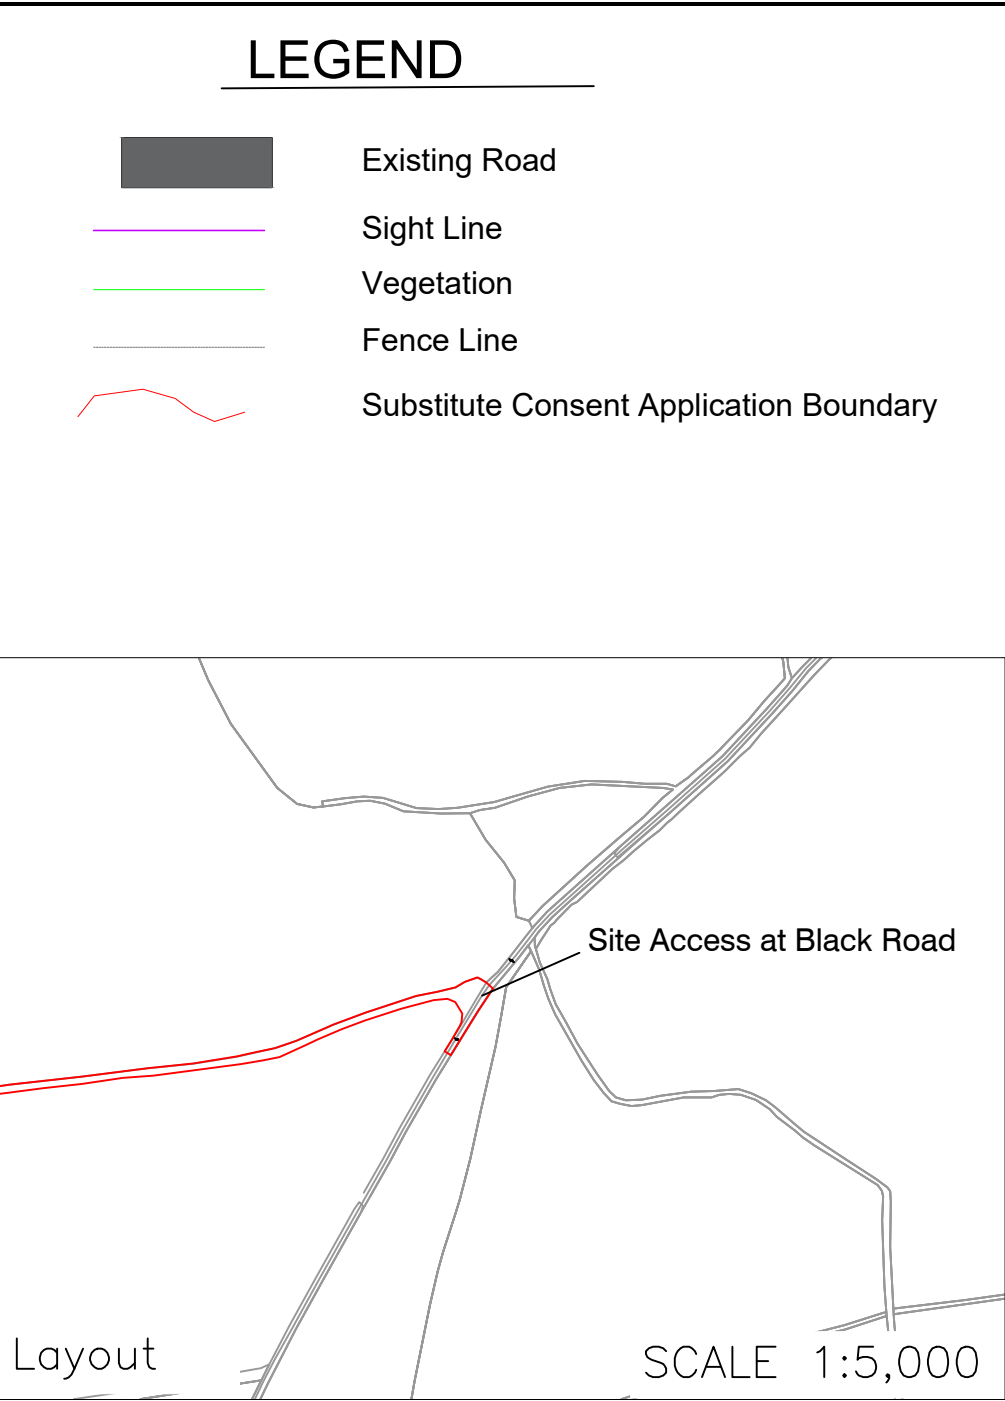 LEGEND
Existing Road
Sight Line
Vegetation
Fence Line
Substitute Consent Application Boundary
Site Access at Black Road
Layout
SCALE 1:5,000